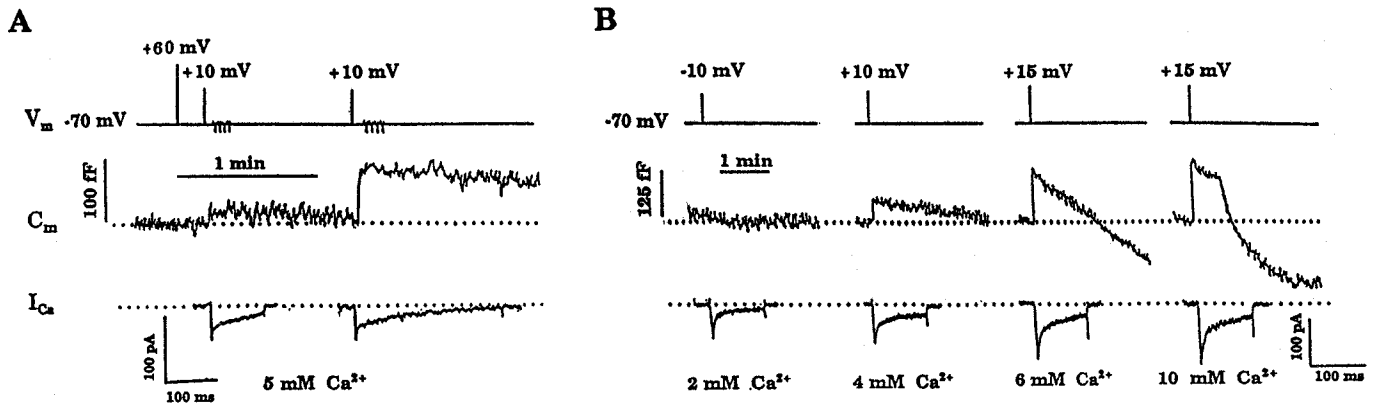 A
B
+60 mV
+10 mV
+10 mV
-10 mV
+10 mV
+15 mV
+15 mV
Vm -70 mV
-70 mV
1 min
1 min
100 fF
125 fF
Cm
ICa
100 pA
100 ms
5 mM Ca²⁺
2 mM Ca²⁺
4 mM Ca²⁺
6 mM Ca²⁺
10 mM Ca²⁺
100 pA
100 ms